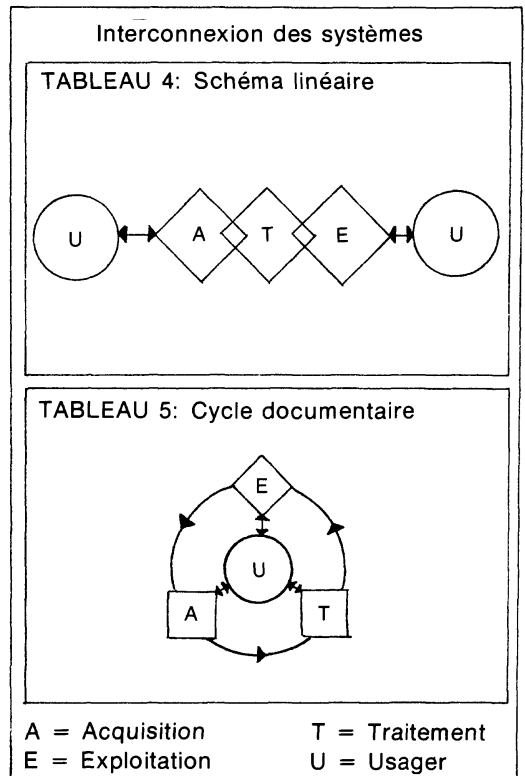 Interconnexion des systèmes
TABLEAU 4: Schéma linéaire
U A T E U
TABLEAU 5: Cycle documentaire
E
U
A T
A = Acquisition T = Traitement
E = Exploitation U = Usager